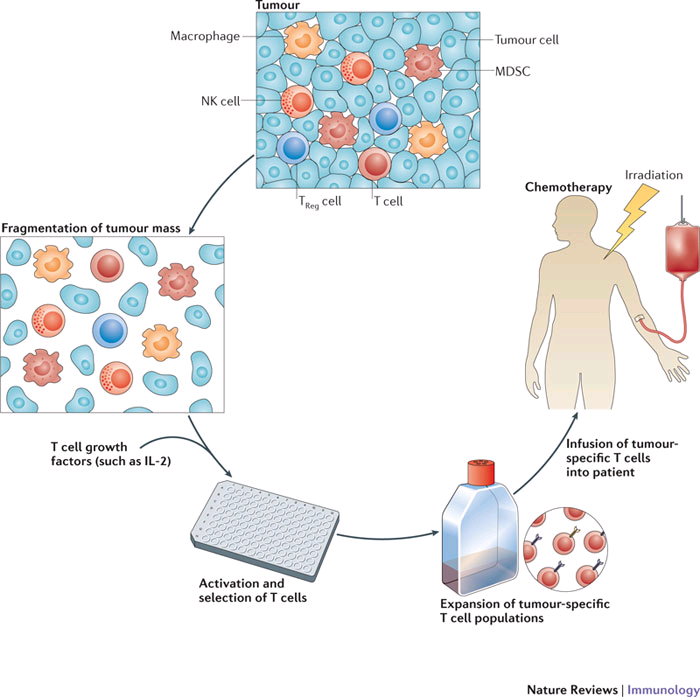 Tumour
Macrophage
Tumour cell
MDSC
NK cell
TReg cell
T cell
Irradiation
Chemotherapy
Fragmentation of tumour mass
T cell growth
factors (such as IL-2)
Infusion of tumour-
specific T cells
into patient
Activation and
selection of T cells
Expansion of tumour-specific
T cell populations
Nature Reviews | Immunology